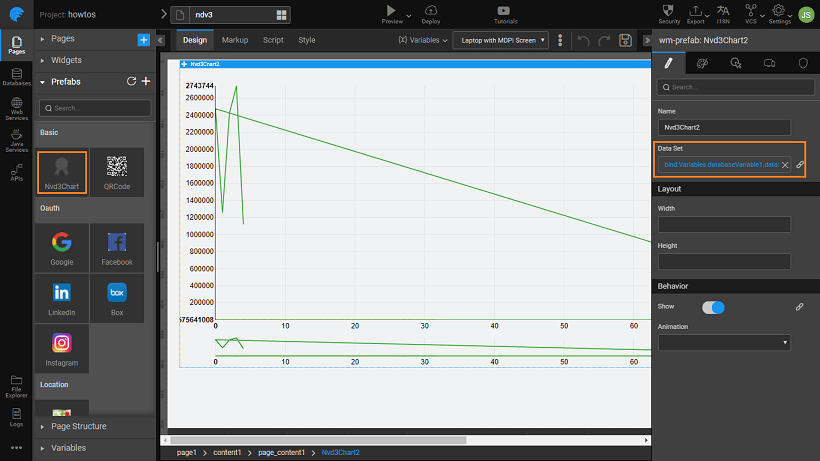 Project: howtos
ndv3
Preview
Deploy
Tutorials
Security
Export
I18N
VCS
Settings
JS
Pages
Databases
Web
Services
Java
Services
APIs
File
Explorer
Logs
Pages
Widgets
Prefabs
Search...
Basic
Nvd3Chart
QRCode
Oauth
Google
Facebook
LinkedIn
Box
box
Instagram
Location
Page Structure
Variables
Design
Markup
Script
Style
{X} Variables
Laptop with MDPI Screen
Nvd3Chart2
2743744
2600000
2400000
2200000
2000000
1800000
1600000
1400000
1200000
1000000
800000
600000
400000
200000
575641008
0 10 20 30 40 50 60
0 10 20 30 40 50 60
page1 > content1 > page_content1 > Nvd3Chart2
wm-prefab: Nvd3Chart2
Search...
Name
Nvd3Chart2
Data Set
bind:Variables.databaseVariable1.data
Layout
Width
Height
Behavior
Show
Animation